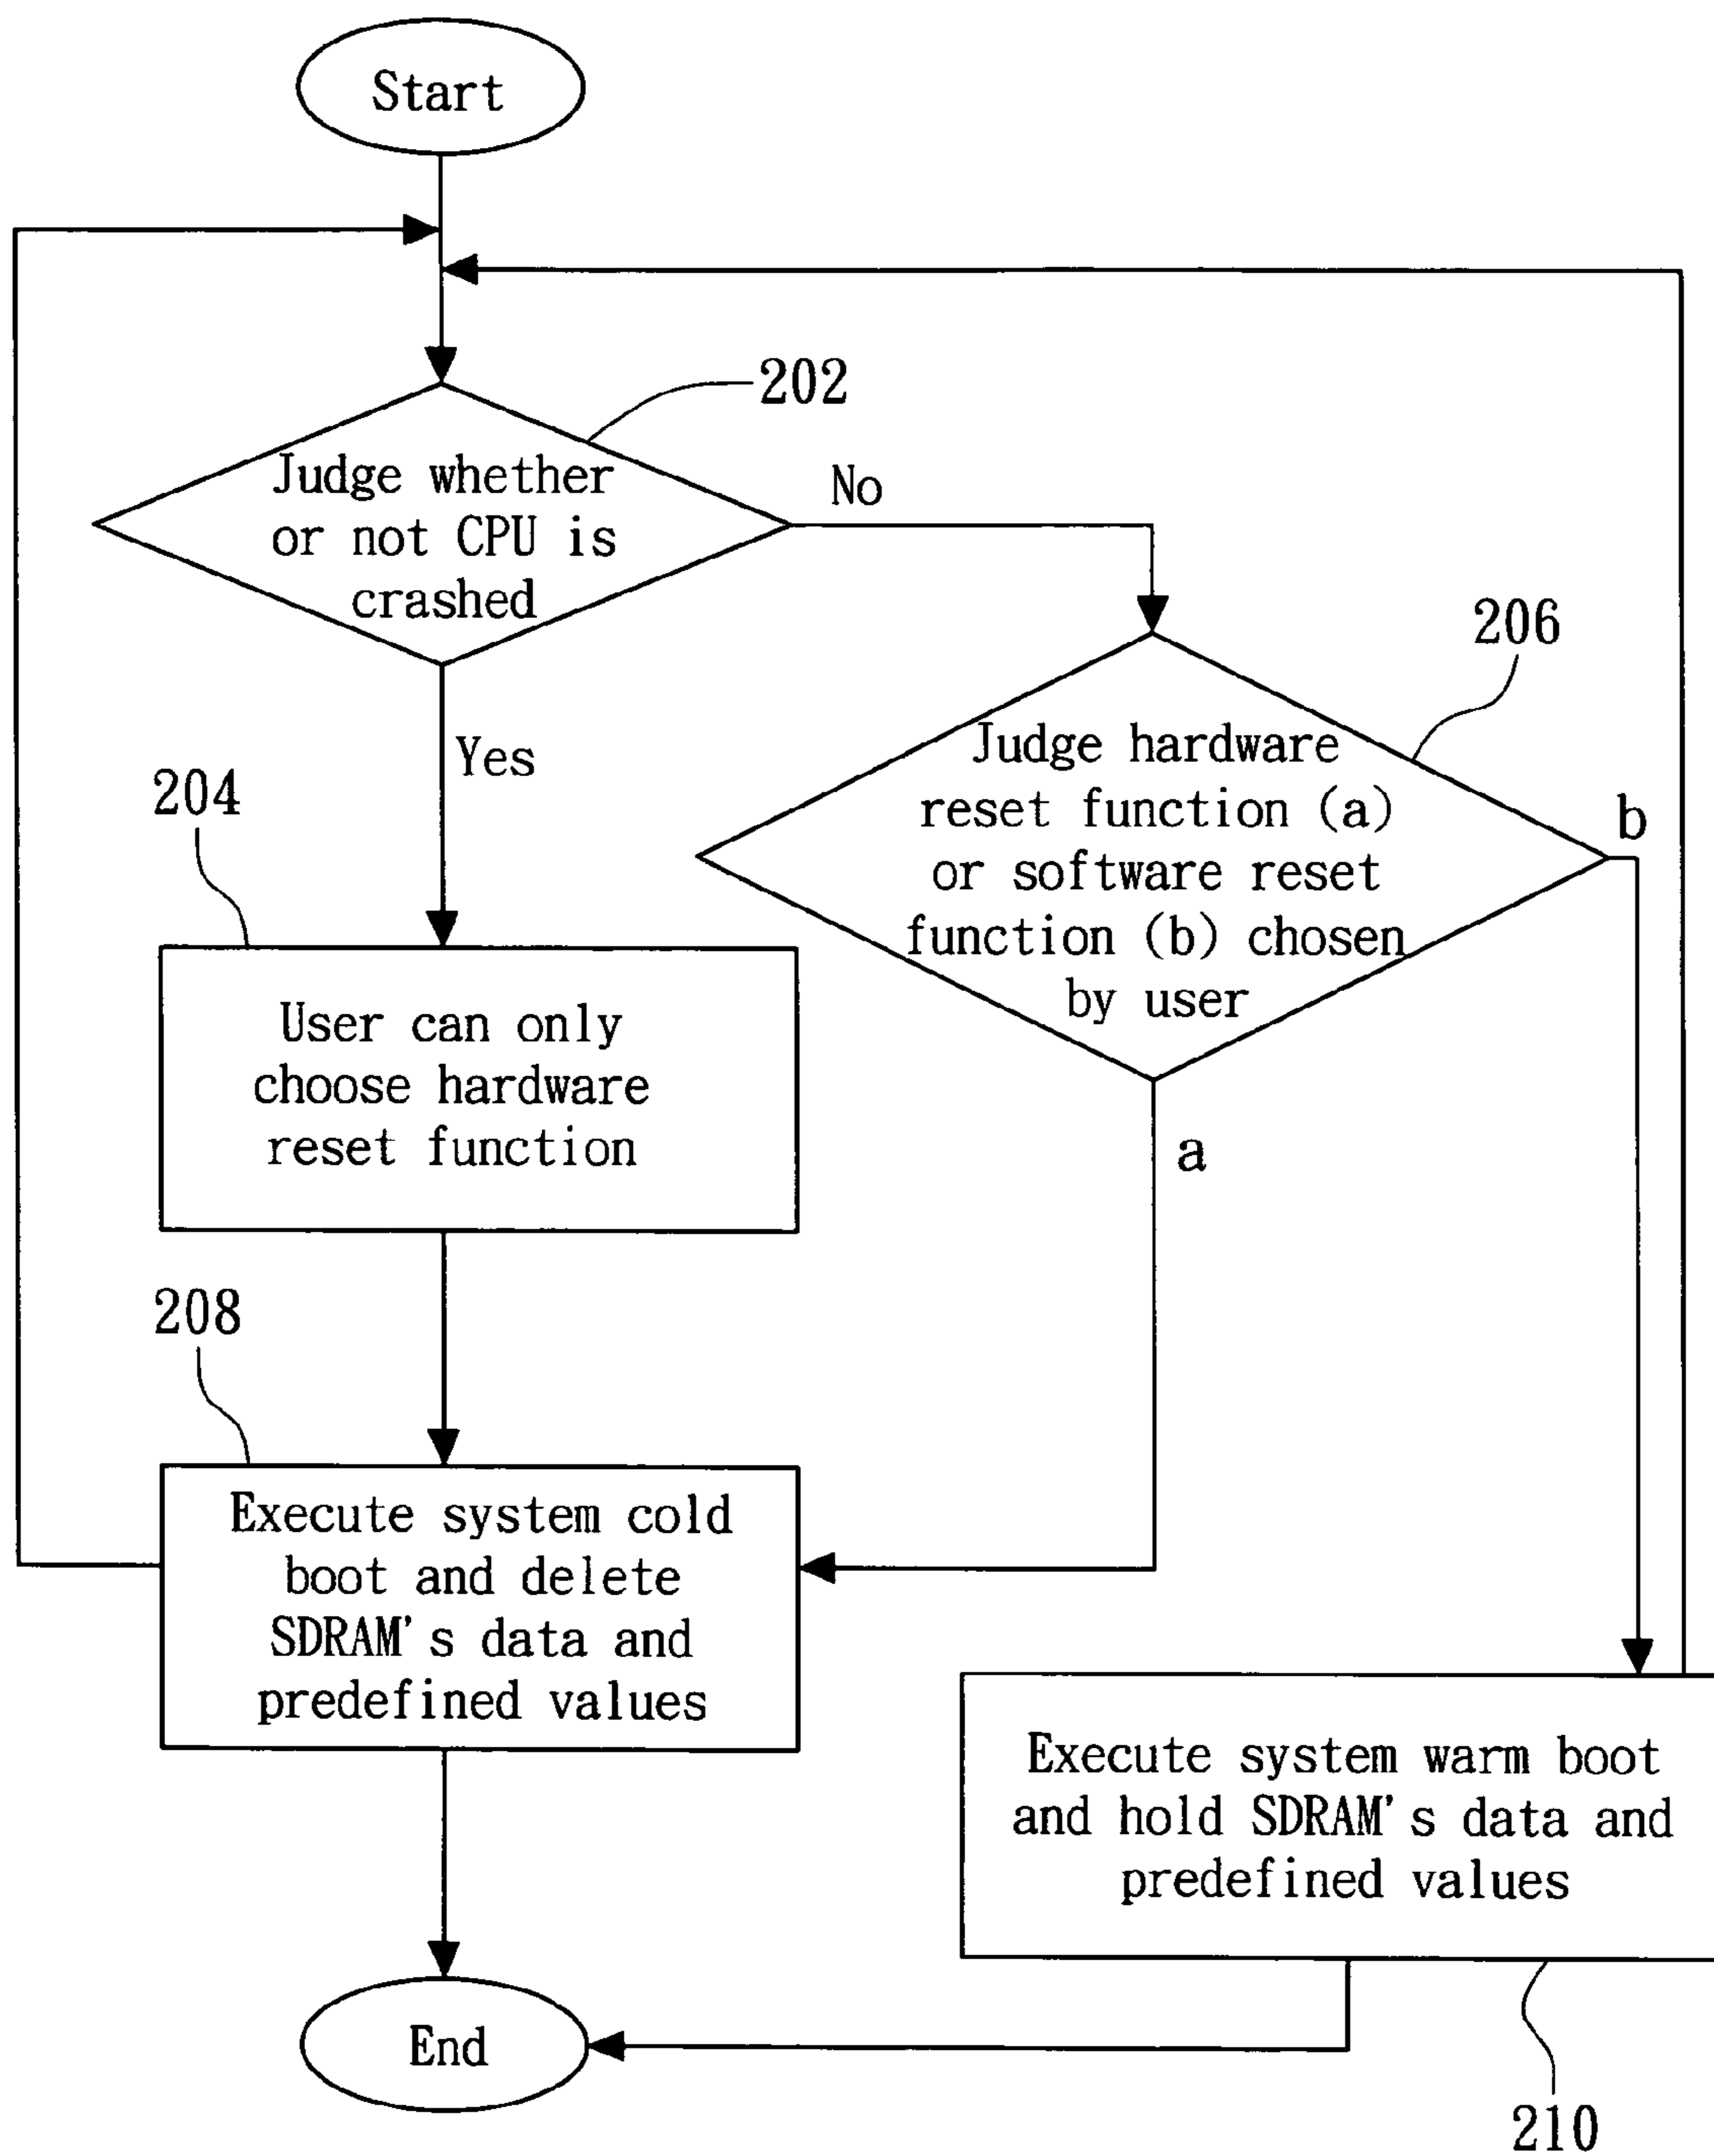 Start
202
Judge whether
or not CPU is
crashed
No
Yes
206
Judge hardware
reset function (a)
or software reset
function (b) chosen
by user
b
a
204
User can only
choose hardware
reset function
208
Execute system cold
boot and delete
SDRAM's data and
predefined values
Execute system warm boot
and hold SDRAM's data and
predefined values
End
210